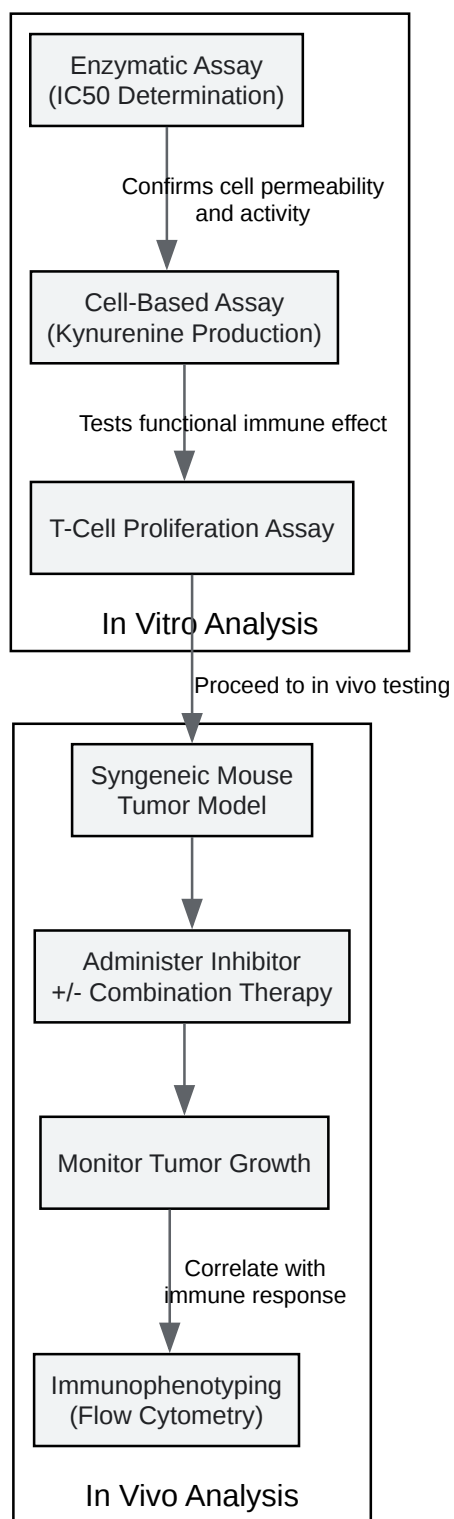 Enzymatic Assay
(IC50 Determination)
Confirms cell permeability
and activity
Cell-Based Assay
(Kynurenine Production)
Tests functional immune effect
T-Cell Proliferation Assay
In Vitro Analysis
Proceed to in vivo testing
Syngeneic Mouse
Tumor Model
Administer Inhibitor
+/- Combination Therapy
Monitor Tumor Growth
Correlate with
immune response
Immunophenotyping
(Flow Cytometry)
In Vivo Analysis